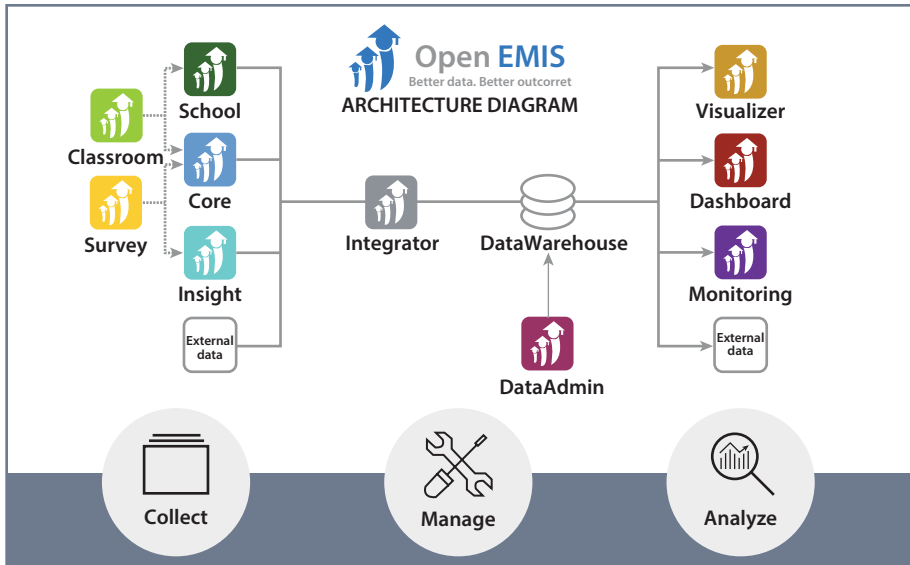 Open EMIS
Better data. Better outcorret
ARCHITECTURE DIAGRAM
School
Classroom
Core
Survey
Insight
External
data
Integrator
DataWarehouse
DataAdmin
Visualizer
Dashboard
Monitoring
External
data
Collect
Manage
Analyze